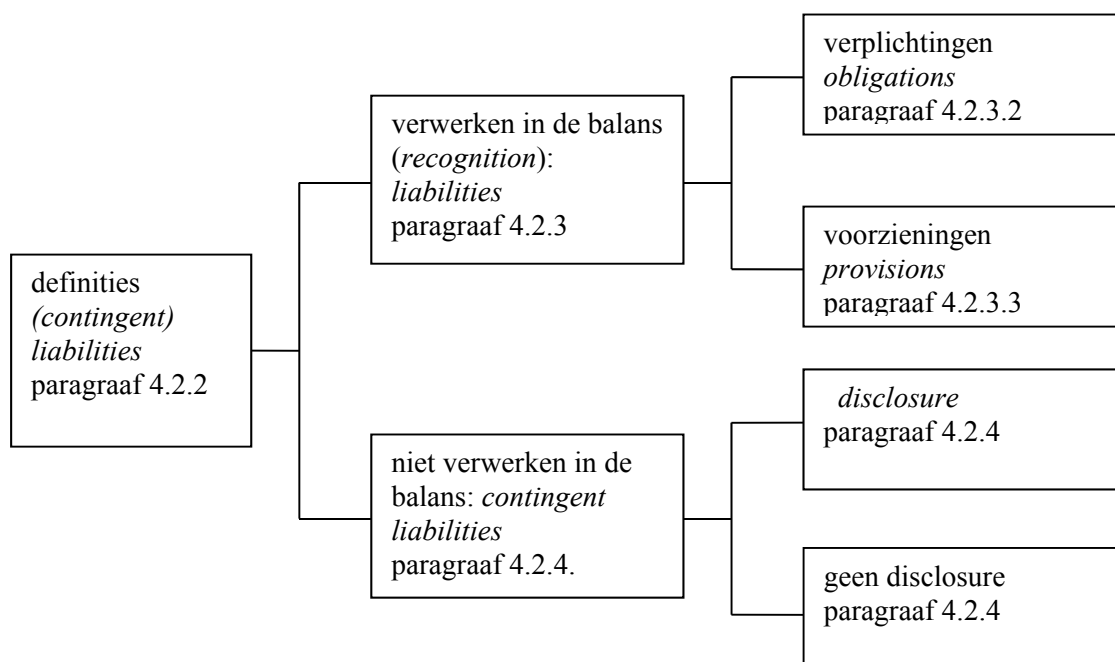 definities
(contingent)
liabilities
paragraaf 4.2.2
verwerken in de balans
(recognition):
liabilities
paragraaf 4.2.3
verplichtingen
obligations
paragraaf 4.2.3.2
voorzieningen
provisions
paragraaf 4.2.3.3
niet verwerken in de
balans: contingent
liabilities
paragraaf 4.2.4.
disclosure
paragraaf 4.2.4
geen disclosure
paragraaf 4.2.4